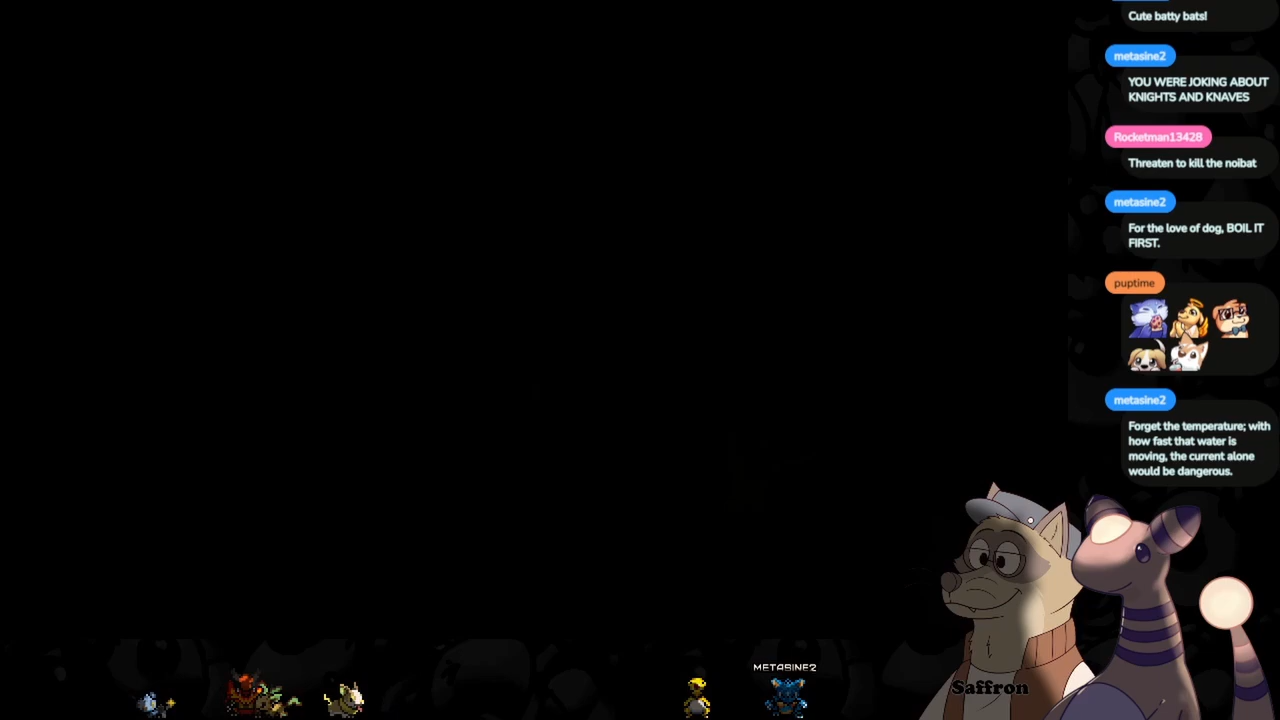 Cute batty bats!
metasine2
YOU WERE JOKING ABOUT
KNIGHTS AND KNAVES
Rocketman13428
Threaten to kill the noibat
metasine2
For the love of dog, BOIL IT
FIRST.
puptime
metasine2
Forget the temperature; with
how fast that water is
moving, the current alone
would be dangerous.
METASINE2
Saffron